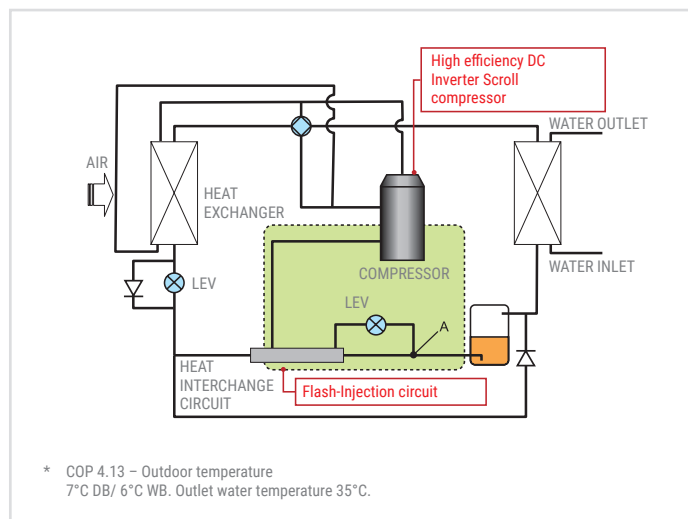 High efficiency DC
Inverter Scroll
compressor
WATER OUTLET
AIR
HEAT
EXCHANGER
COMPRESSOR
WATER INLET
LEV
LEV
A
HEAT
INTERCHANGE
CIRCUIT
Flash-Injection circuit
* COP 4.13 – Outdoor temperature
7°C DB/ 6°C WB. Outlet water temperature 35°C.